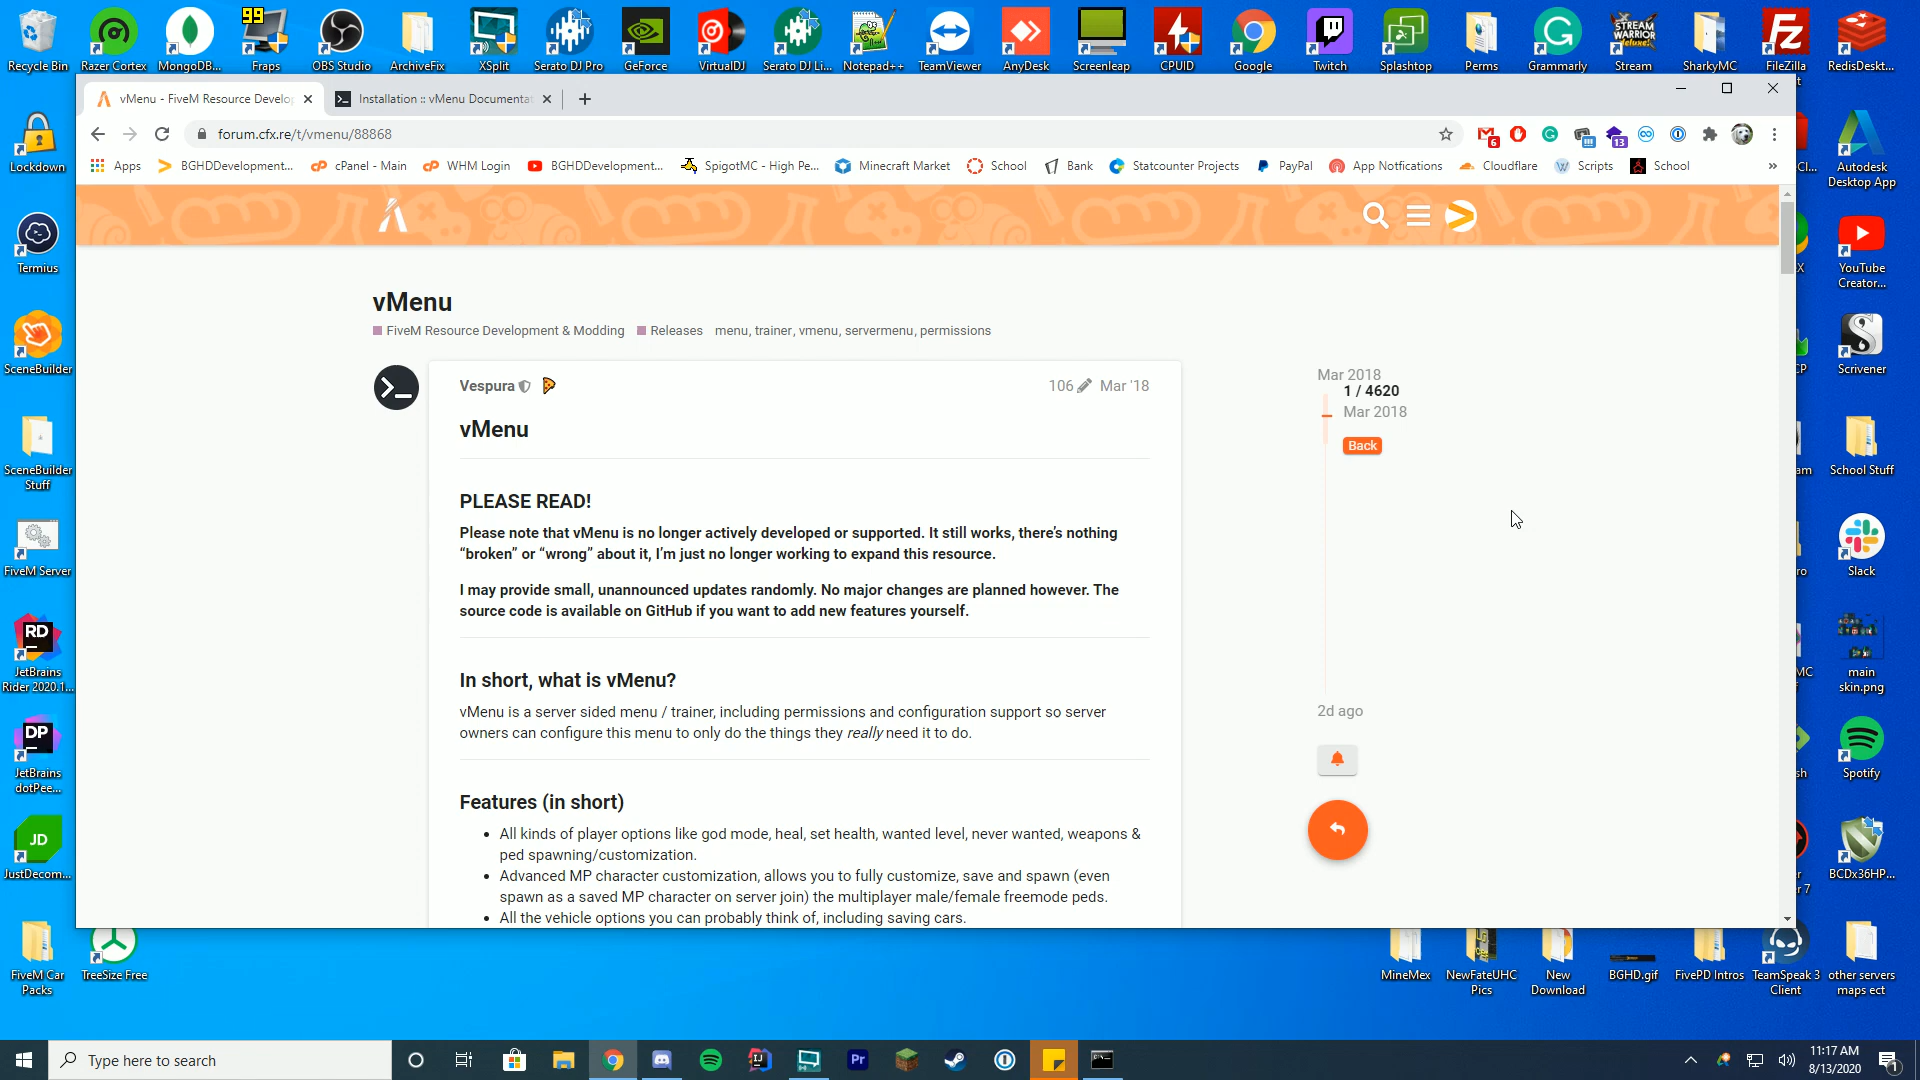 Recycle Bin
Razer Cortex
MongoDB...
99
Fraps
OBS Studio
ArchiveFix
XSplit
Serato DJ Pro
GeForce
VirtualDJ
Serato DJ Li...
Notepad++
TeamViewer
AnyDesk
Screenleap
CPUID
Google
Twitch
Splashtop
Perms
Grammarly
Stream
SharkyMC
FileZilla
RedisDeskt...
vMenu - FiveM Resource Develo
Installation :: vMenu Documentat
forum.cfx.re/t/vmenu/88868
6
13
Apps
BGHDDevelopment...
cPanel - Main
WHM Login
BGHDDevelopment...
SpigotMC - High Pe...
Minecraft Market
School
Bank
Statcounter Projects
PayPal
App Notfications
Cloudflare
Scripts
School
vMenu
FiveM Resource Development & Modding Releases menu, trainer, vmenu, servermenu, permissions
Vespura
106
Mar '18
vMenu
PLEASE READ!
Please note that vMenu is no longer actively developed or supported. It still works, there's nothing
“broken” or “wrong” about it, I'm just no longer working to expand this resource.
I may provide small, unannounced updates randomly. No major changes are planned however. The
source code is available on GitHub if you want to add new features yourself.
In short, what is vMenu?
vMenu is a server sided menu / trainer, including permissions and configuration support so server
owners can configure this menu to only do the things they really need it to do.
Features (in short)
• All kinds of player options like god mode, heal, set health, wanted level, never wanted, weapons &
ped spawning/customization.
• Advanced MP character customization, allows you to fully customize, save and spawn (even
spawn as a saved MP character on server join) the multiplayer male/female freemode peds.
• All the vehicle options you can probably think of, including saving cars.
Mar 2018
1 / 4620
Mar 2018
Back
2d ago
Lockdown
Termius
SceneBuilder
SceneBuilder
Stuff
FiveM Server
RD
JetBrains
Rider 2020.1...
DP
JetBrains
dotPee...
JD
JustDecom...
FiveM Car
Packs
TreeSize Free
Autodesk
Desktop App
YouTube
Creator...
Scrivener
School Stuff
Slack
main
skin.png
Spotify
BCDx36HP...
MineMex
NewFateUHC
Pics
New
Download
BGHD.gif
FivePD Intros
TeamSpeak 3
Client
other servers
maps ect
Type here to search
Pr
11:17 AM
8/13/2020
1